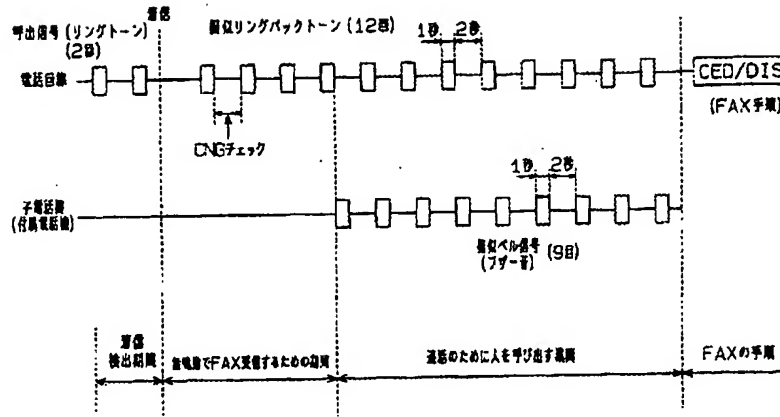 着信
呼出信号(リングトーン)
(2回)
擬似リングバックトーン(12回)
1秒 2秒
電話回線
CED/DIS
(FAX手順)
CNGチェック
1秒 2秒
子電話機
(付属電話機)
擬似ベル信号 (9回)
(ブザー音)
着信
検出期間
無鳴動でFAX受信するための期間
通話のために人を呼び出す期間
FAXの手順